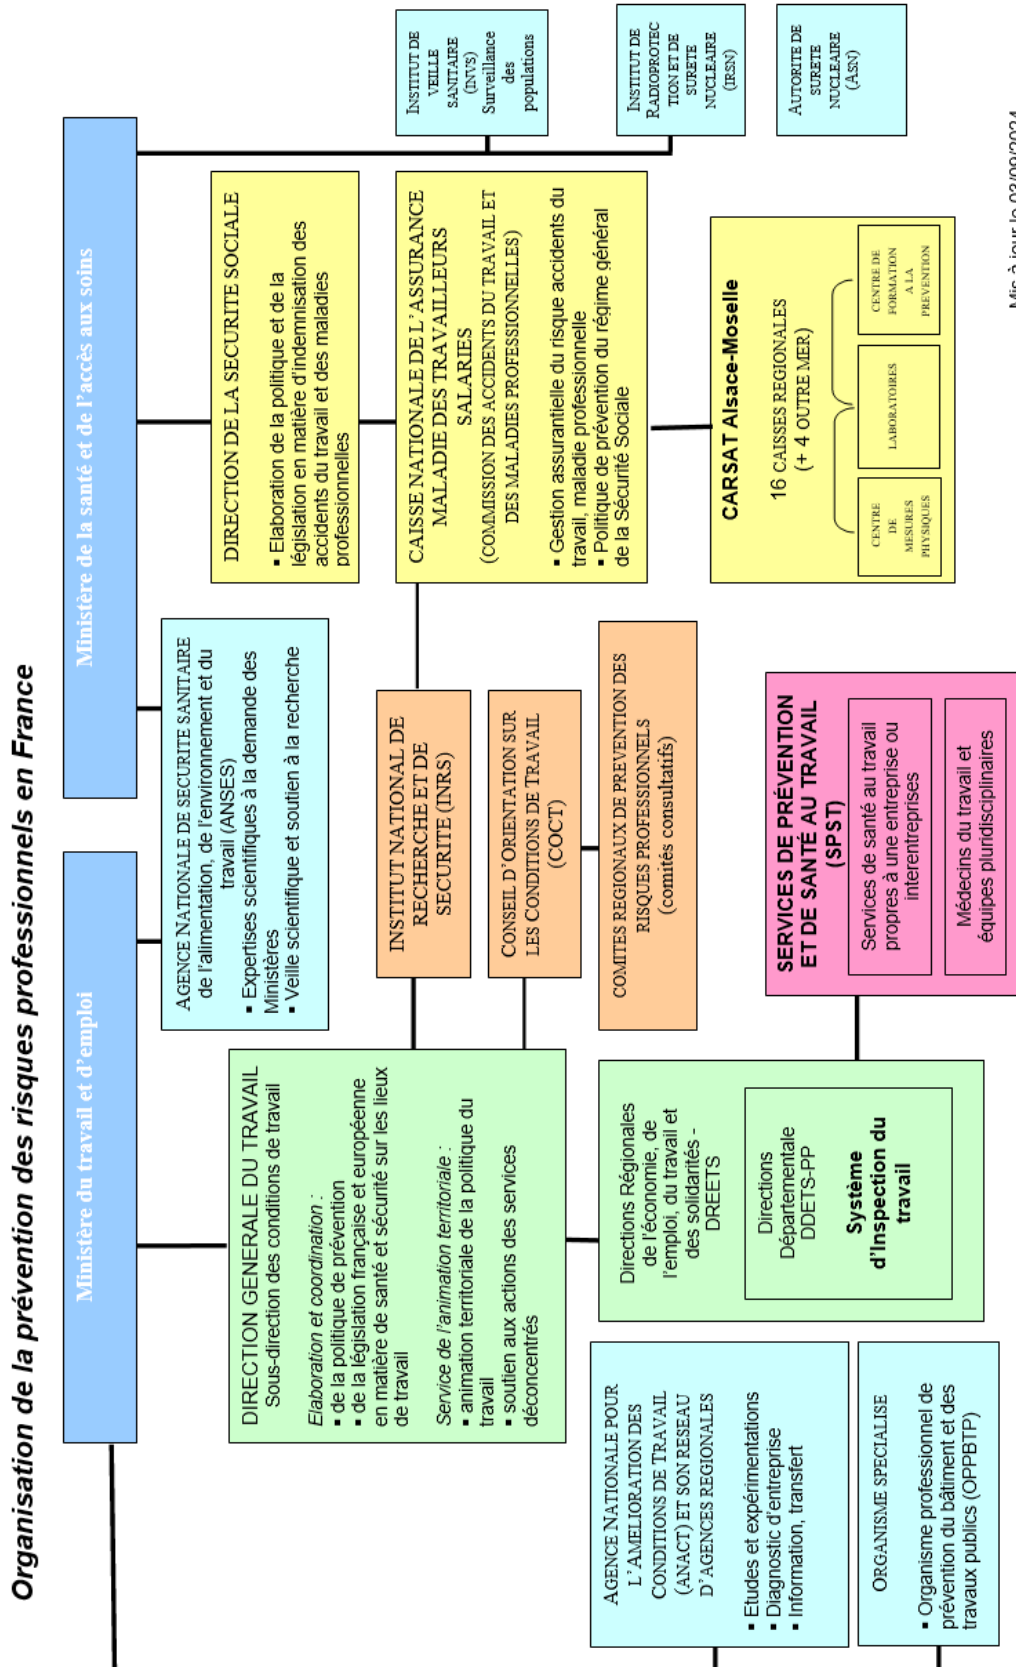 Organisation de la prévention des risques professionnels en France
Ministère du travail et d'emploi
Ministère de la santé et de l'accès aux soins
AGENCE NATIONALE DE SECURITE SANITAIRE
de l'alimentation, de l'environnement et du
travail (ANSES)
▪ Expertises scientifiques à la demande des
Ministères
▪ Veille scientifique et soutien à la recherche
DIRECTION GENERALE DU TRAVAIL
Sous-direction des conditions de travail
Elaboration et coordination :
▪ de la politique de prévention
▪ de la législation française et européenne
en matière de santé et sécurité sur les lieux
de travail
Service de l'animation territoriale :
▪ animation territoriale de la politique du
travail
▪ soutien aux actions des services
déconcentrés
DIRECTION DE LA SECURITE SOCIALE
▪ Elaboration de la politique et de la
législation en matière d'indemnisation des
accidents du travail et des maladies
professionnelles
INSTITUT NATIONAL DE
RECHERCHE ET DE
SECURITE (INRS)
CONSEIL D'ORIENTATION SUR
LES CONDITIONS DE TRAVAIL
(COCT)
COMITES REGIONAUX DE PREVENTION DES
RISQUES PROFESSIONNELS
(comités consultatifs)
CAISSE NATIONALE DE L'ASSURANCE
MALADIE DES TRAVAILLEURS
SALARIES
(COMMISSION DES ACCIDENTS DU TRAVAIL ET
DES MALADIES PROFESSIONNELLES)
▪ Gestion assurantielle du risque accidents du
travail, maladie professionnelle
▪ Politique de prévention du régime général
de la Sécurité Sociale
INSTITUT DE
VEILLE
SANITAIRE
(INVS)
Surveillance
des
populations
INSTITUT DE
RADIOPROTEC
TION ET DE
SURETE
NUCLEAIRE
(IRSN)
AUTORITE DE
SURETE
NUCLEAIRE
(ASN)
AGENCE NATIONALE POUR
L'AMELIORATION DES
CONDITIONS DE TRAVAIL
(ANACT) ET SON RESEAU
D'AGENCES REGIONALES
▪ Etudes et expérimentations
▪ Diagnostic d'entreprise
▪ Information, transfert
ORGANISME SPECIALISE
▪ Organisme professionnel de
prévention du bâtiment et des
travaux publics (OPPBTP)
Directions Régionales
de l'économie, de
l'emploi, du travail et
des solidarités -
DREETS
Directions
Départementale
DDETS-PP
Système
d'Inspection du
travail
SERVICES DE PRÉVENTION
ET DE SANTÉ AU TRAVAIL
(SPST)
Services de santé au travail
propres à une entreprise ou
interentreprises
Médecins du travail et
équipes pluridisciplinaires
CARSAT Alsace-Moselle
16 CAISSES REGIONALES
(+ 4 OUTRE MER)
CENTRE
DE
MESURES
PHYSIQUES
LABORATOIRES
CENTRE DE
FORMATION
A LA
PREVENTION
Mis à jour le 03/09/2024